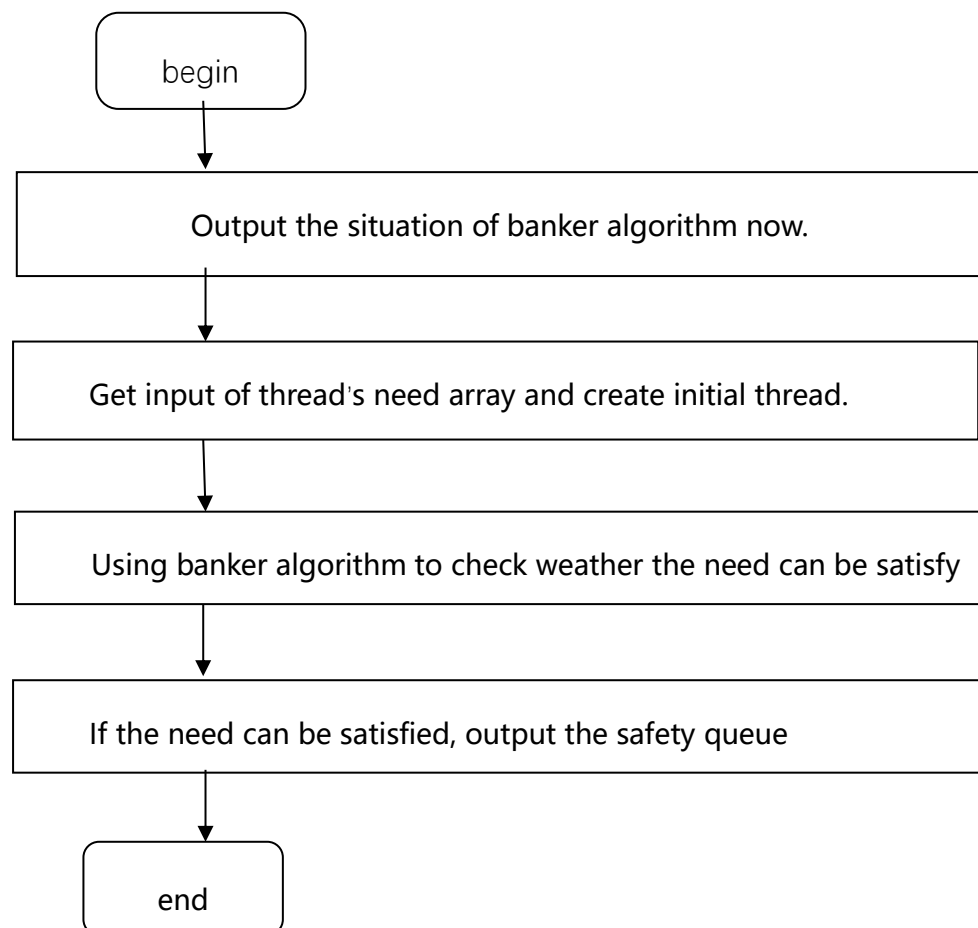 begin
Output the situation of banker algorithm now.
Get input of thread's need array and create initial thread.
Using banker algorithm to check weather the need can be satisfy
If the need can be satisfied, output the safety queue
end